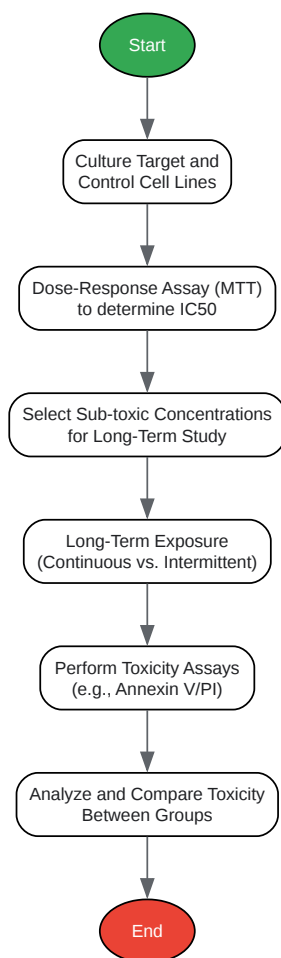 Start
Culture Target and
Control Cell Lines
Dose-Response Assay (MTT)
to determine IC50
Select Sub-toxic Concentrations
for Long-Term Study
Long-Term Exposure
(Continuous vs. Intermittent)
Perform Toxicity Assays
(e.g., Annexin V/PI)
Analyze and Compare Toxicity
Between Groups
End